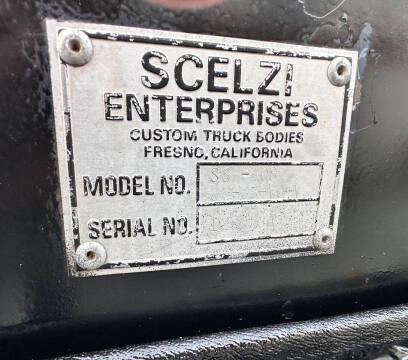 SCELZI
ENTERPRISES
CUSTOM TRUCK BODIES
FRESNO, CALIFORNIA
MODEL NO.
SERIAL NO.